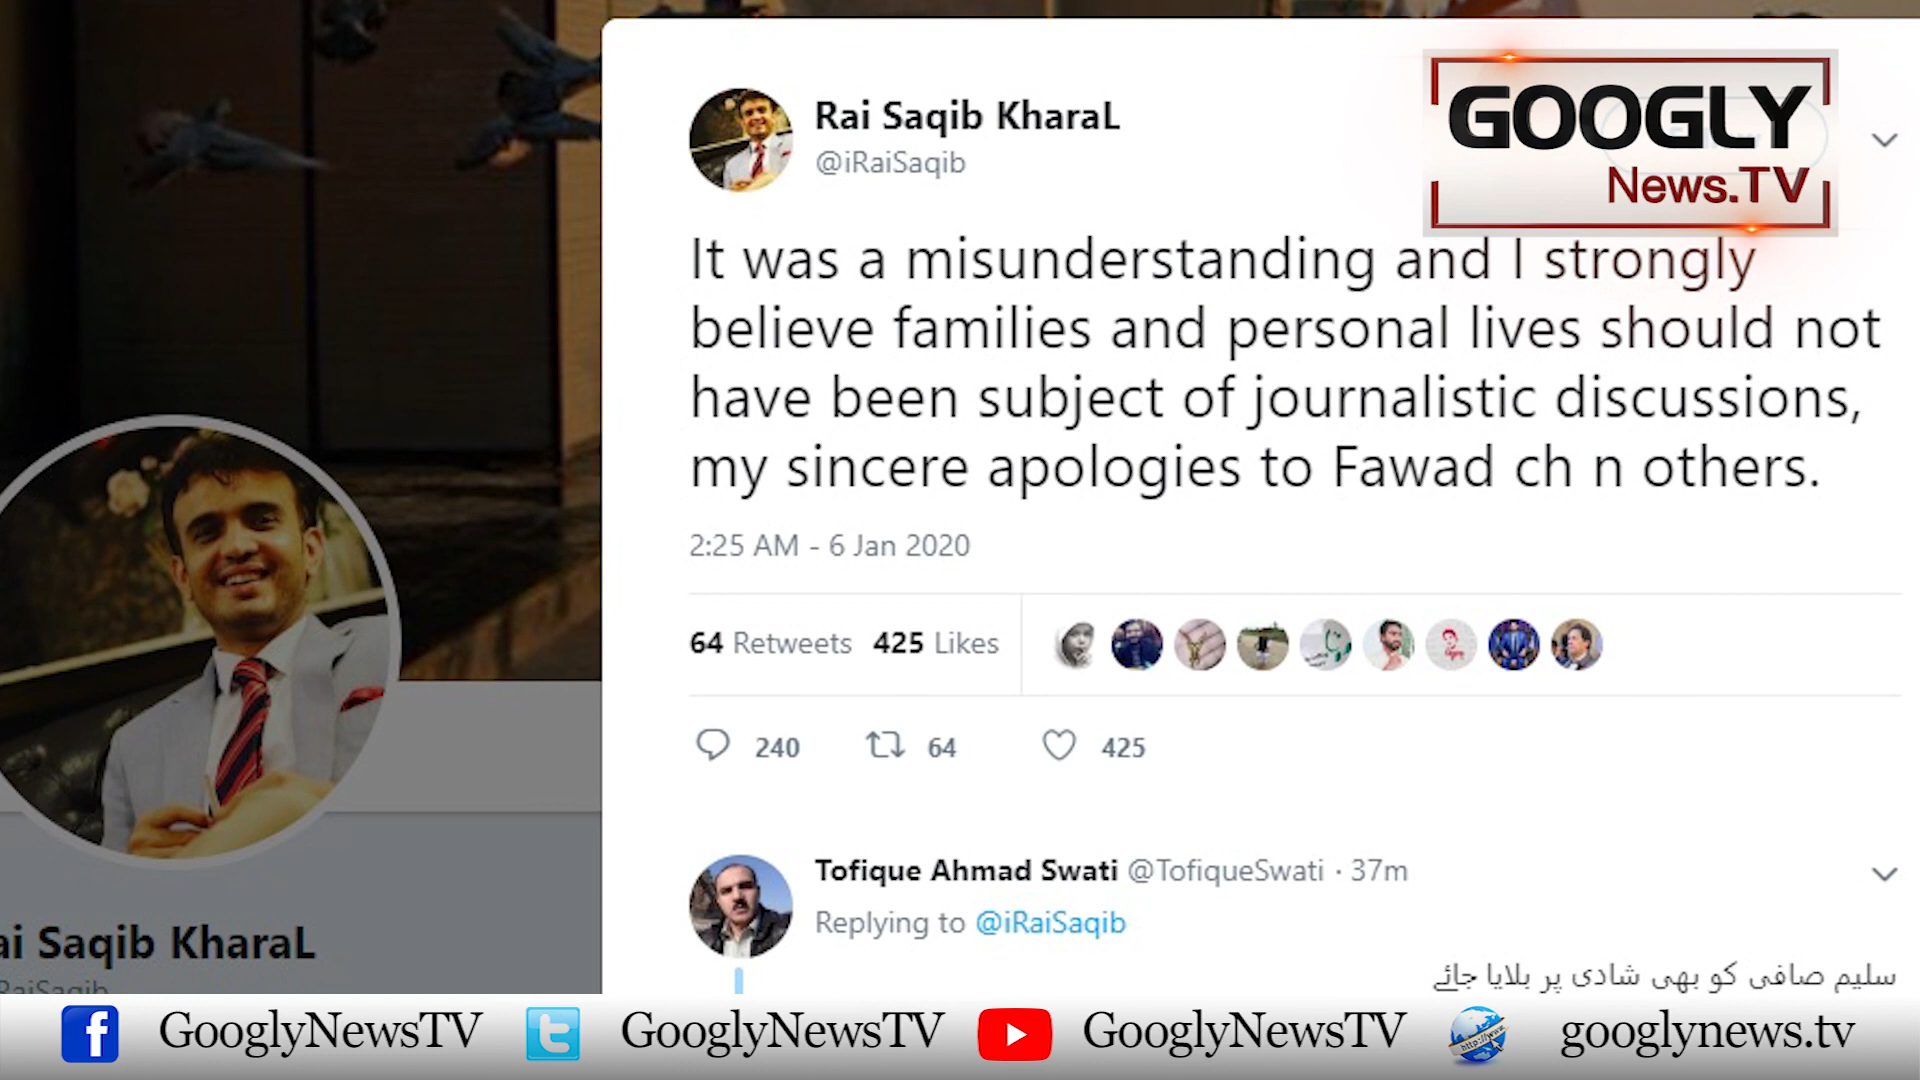 GOOGLY
News.TV
Rai Saqib KharaL
@iRaiSaqib
It was a misunderstanding and I strongly
believe families and personal lives should not
have been subject of journalistic discussions,
my sincere apologies to Fawad ch n others.
2:25 AM - 6 Jan 2020
64 Retweets 425 Likes
240 64 425
Tofique Ahmad Swati @TofiqueSwati · 37m
Replying to @iRaiSaqib
سلیم صافی کو بھی شادی پر بلایا جائے
ai Saqib KharaL
RaiSaqib
GooglyNewsTV GooglyNewsTV GooglyNewsTV googlynews.tv